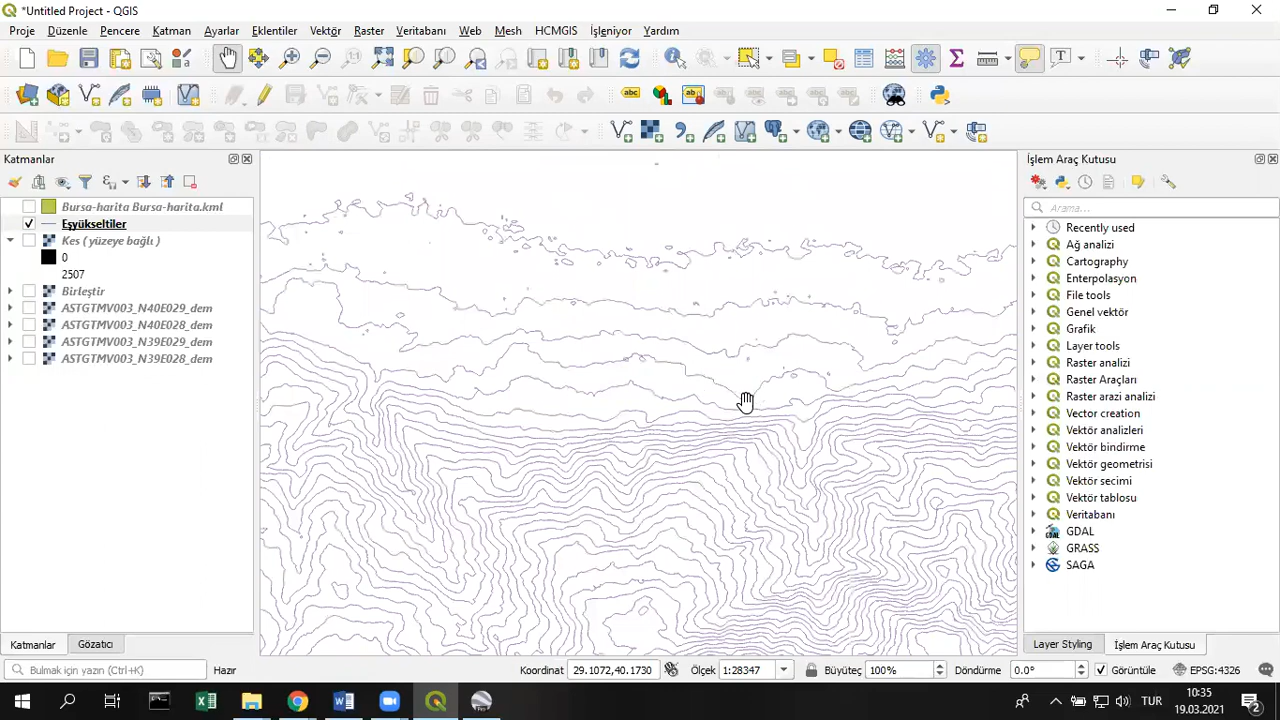 *Untitled Project - QGIS
Proje Düzenle Pencere Katman Ayarlar Eklentiler Vektör Raster Veritabanı Web Mesh HCMGIS İşleniyor Yardım
Katmanlar
Bursa-harita Bursa-harita.kml
Eşyükseltiler
Kes ( yüzeye bağlı )
0
2507
Birleştir
ASTGTMV003_N40E029_dem
ASTGTMV003_N40E028_dem
ASTGTMV003_N39E029_dem
ASTGTMV003_N39E028_dem
Katmanlar Gözatıcı
İşlem Araç Kutusu
Arama...
Recently used
Ağ analizi
Cartography
Enterpolasyon
File tools
Genel vektör
Grafik
Layer tools
Raster analizi
Raster Araçları
Raster arazi analizi
Vector creation
Vektör analizleri
Vektör bindirme
Vektör geometrisi
Vektör secimi
Vektör tablosu
Veritabanı
GDAL
GRASS
SAGA
Layer Styling İşlem Araç Kutusu
Bulmak için yazın (Ctrl+K) Hazır Koordinat 29.1072,40.1730 Ölçek 1:28347 Büyüteç 100% Döndürme 0.0° Görüntüle EPSG:4326
TUR 10:35
19.03.2021 2